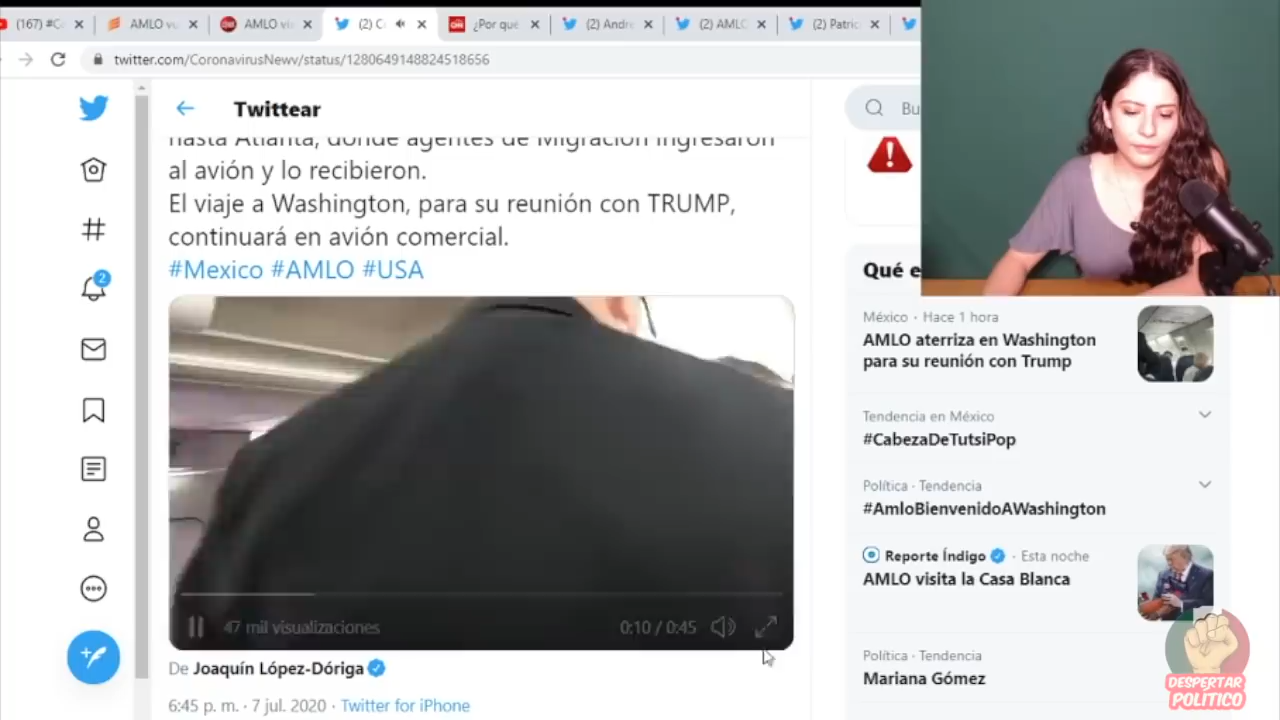 (167) #Co
AMLO vu
AMLO via
(2) C
¿Por qué
(2) Andre
(2) AMLO
(2) Patric
twitter.com/CoronavirusNewv/status/1280649148824518656
Twittear
Bu
hasta Atlanta, donde agentes de Migración ingresaron
al avión y lo recibieron.
El viaje a Washington, para su reunión con TRUMP,
continuará en avión comercial.
#Mexico #AMLO #USA
2
47 mil visualizaciones
0:10 / 0:45
De Joaquín López-Dóriga
6:45 p. m. · 7 jul. 2020 · Twitter for iPhone
Qué e
México · Hace 1 hora
AMLO aterriza en Washington
para su reunión con Trump
Tendencia en México
#CabezaDeTutsiPop
Política · Tendencia
#AmloBienvenidoAWashington
Reporte Índigo · Esta noche
AMLO visita la Casa Blanca
Política · Tendencia
Mariana Gómez
DESPERTAR
POLÍTICO